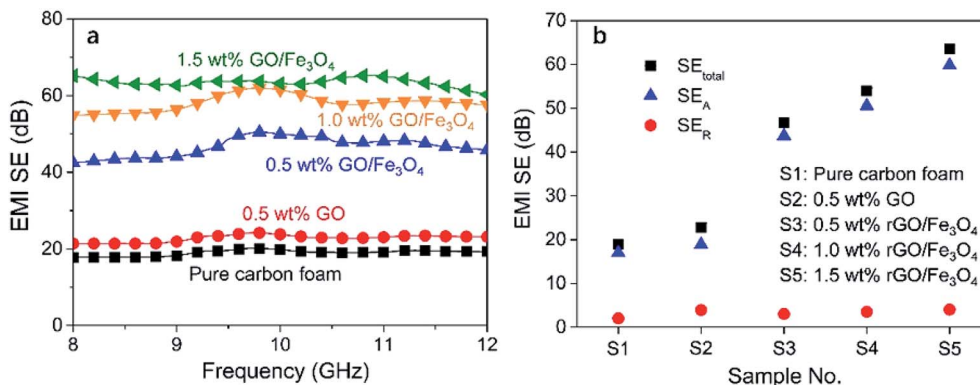 a
80
60
40
20
0
EMI SE (dB)
1.5 wt% GO/Fe₃O₄
1.0 wt% GO/Fe₃O₄
0.5 wt% GO/Fe₃O₄
0.5 wt% GO
Pure carbon foam
8 9 10 11 12
Frequency (GHz)
b
70
60
50
40
30
20
10
0
EMI SE (dB)
SE_total
SE_A
SE_R
S1: Pure carbon foam
S2: 0.5 wt% GO
S3: 0.5 wt% rGO/Fe₃O₄
S4: 1.0 wt% rGO/Fe₃O₄
S5: 1.5 wt% rGO/Fe₃O₄
S1 S2 S3 S4 S5
Sample No.